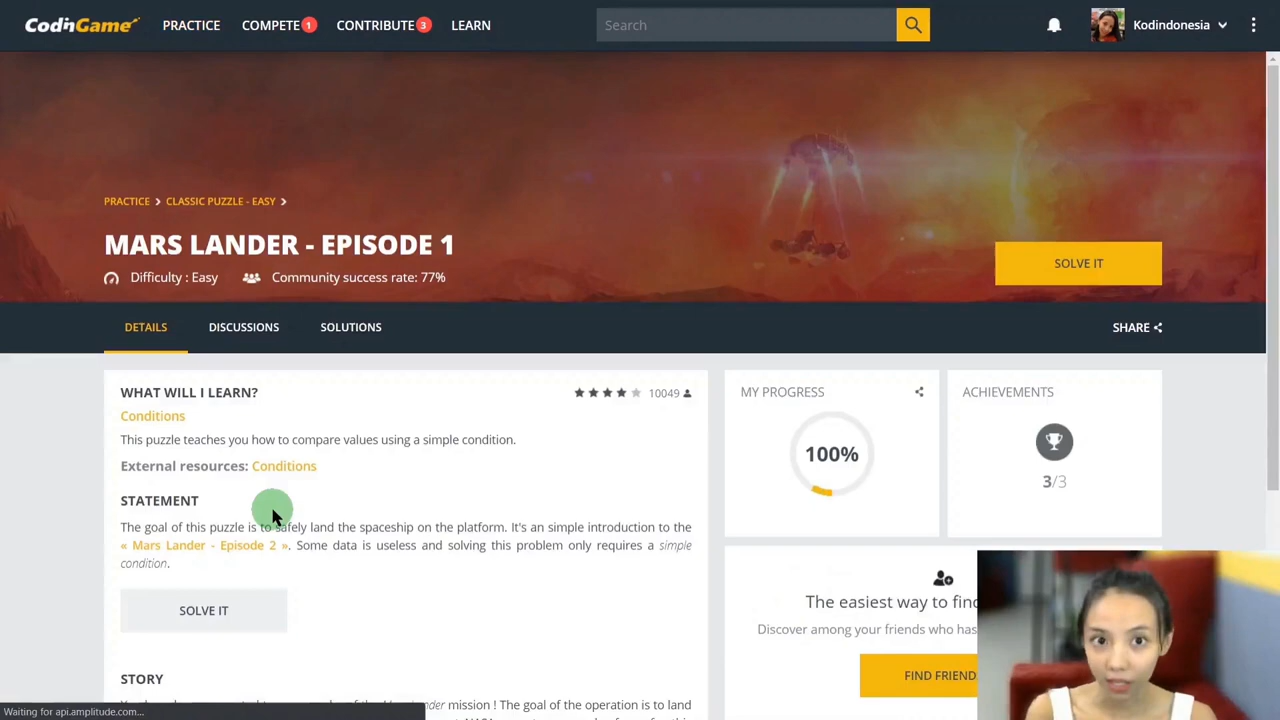 CodinGame PRACTICE COMPETE 1 CONTRIBUTE 3 LEARN Search Kodindonesia
PRACTICE CLASSIC PUZZLE - EASY
MARS LANDER - EPISODE 1
Difficulty : Easy Community success rate: 77%
SOLVE IT
DETAILS DISCUSSIONS SOLUTIONS SHARE
WHAT WILL I LEARN? 10049
Conditions
This puzzle teaches you how to compare values using a simple condition.
External resources: Conditions
STATEMENT
The goal of this puzzle is to safely land the spaceship on the platform. It's an simple introduction to the
« Mars Lander - Episode 2 ». Some data is useless and solving this problem only requires a simple
condition.
SOLVE IT
STORY
MY PROGRESS
100%
ACHIEVEMENTS
3/3
The easiest way to find
Discover among your friends who has
FIND FRIEND
Waiting for api.amplitude.com...
mission ! The goal of the operation is to land